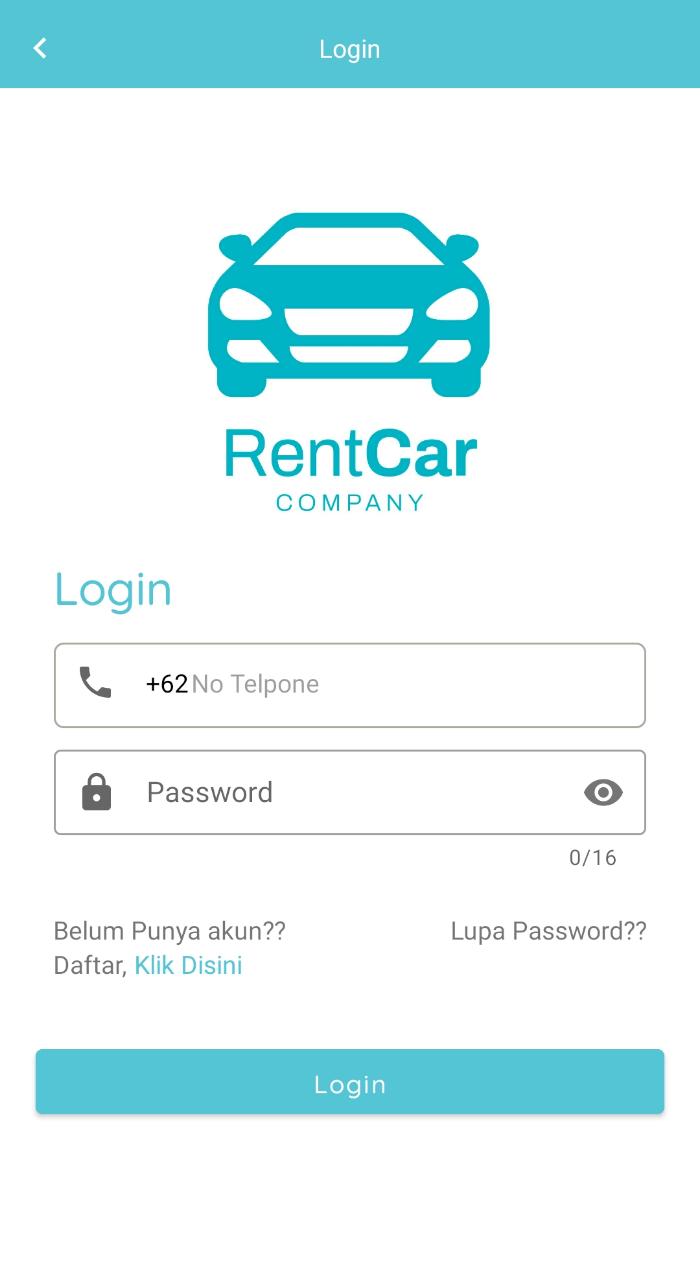 Login
RentCar
COMPANY
Login
+62 No Telpone
Password
0/16
Belum Punya akun?? Lupa Password??
Daftar, Klik Disini
Login